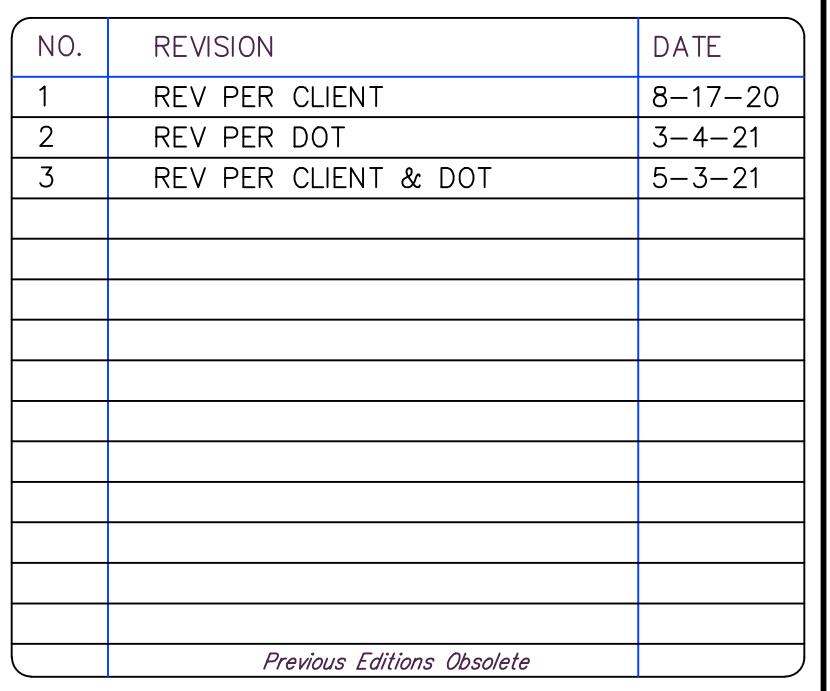 NO. REVISION DATE
1 REV PER CLIENT 8-17-20
2 REV PER DOT 3-4-21
3 REV PER CLIENT & DOT 5-3-21
Previous Editions Obsolete